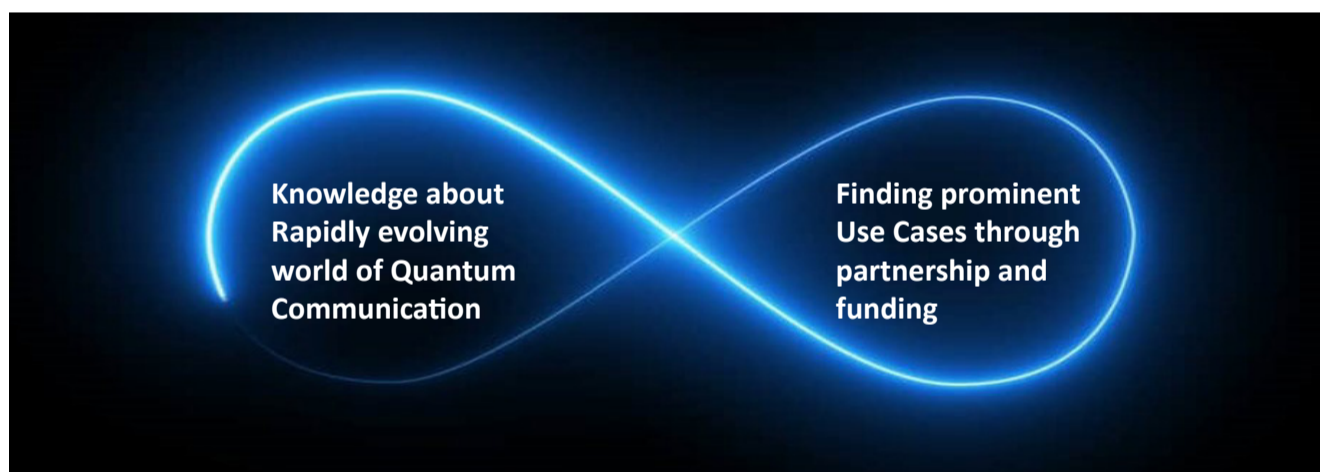 Knowledge about
Rapidly evolving
world of Quantum
Communication
Finding prominent
Use Cases through
partnership and
funding